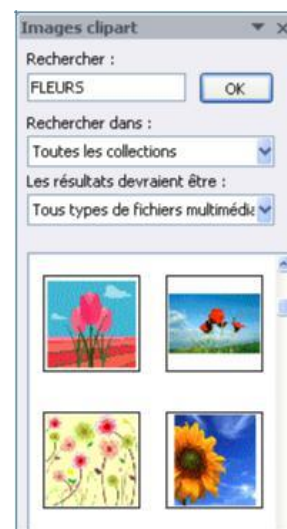 Images clipart
Rechercher :
FLEURS
OK
Rechercher dans :
Toutes les collections
Les résultats devraient être :
Tous types de fichiers multimédia